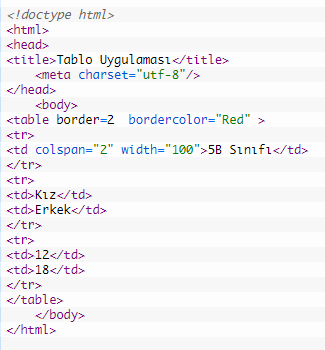 <!doctype html>
<html>
<head>
<title>Tablo Uygulaması</title>
<meta charset="utf-8"/>
</head>
<body>
<table border=2  bordercolor="Red" >
<tr>
<td colspan="2" width="100">5B Sınıfı</td>
</tr>
<tr>
<td>Kız</td>
<td>Erkek</td>
</tr>
<tr>
<td>12</td>
<td>18</td>
</tr>
</table>
</body>
</html>